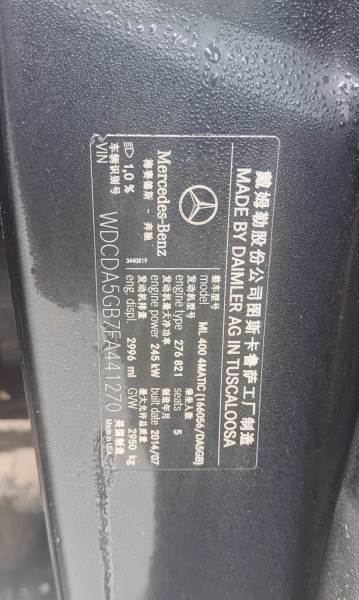 戴姆勒股份公司图斯卡鲁萨工厂制造
MADE BY DAIMLER AG IN TUSCALOOSA
Mercedes-Benz
梅赛德斯 - 奔驰
整车型号
model ML 400 4MATIC (166056/DA5GB)
发动机型号 乘坐人数
engine type 276 821 seats 5
发动机最大净功率 制造年月
engine power 245 kW built date 2014/07
发动机排量 最大允许总质量
eng. displ. 2996 ml GVW 2950 kg
1,0 %
3440819
车辆识别号 美国制造
VIN WDCDA5GB7FA441270 Made in USA